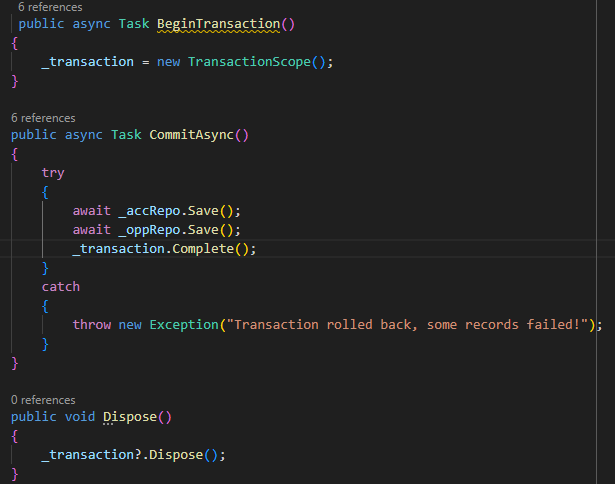 6 references
public async Task BeginTransaction()
{
_transaction = new TransactionScope();
}
6 references
public async Task CommitAsync()
{
try
{
await _accRepo.Save();
await _oppRepo.Save();
_transaction.Complete();
}
catch
{
throw new Exception("Transaction rolled back, some records failed!");
}
}
0 references
public void Dispose()
{
_transaction?.Dispose();
}